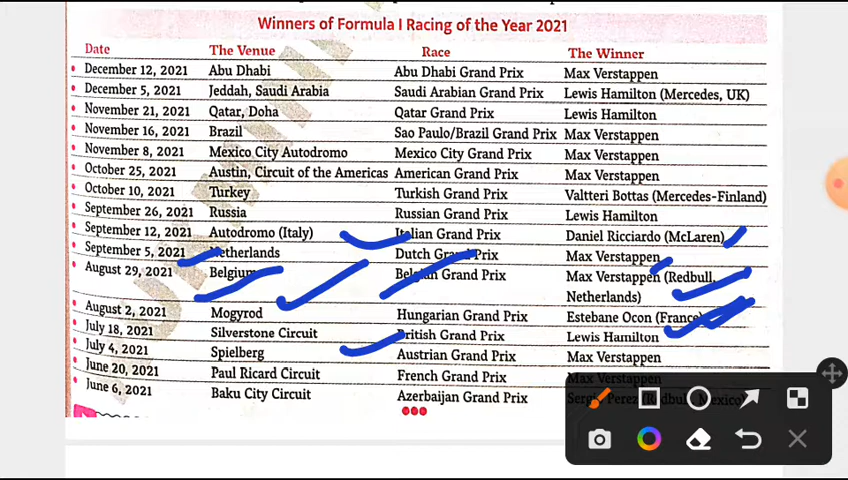 Winners of Formula I Racing of the Year 2021
Date The Venue Race The Winner
December 12, 2021 Abu Dhabi Abu Dhabi Grand Prix Max Verstappen
December 5, 2021 Jeddah, Saudi Arabia Saudi Arabian Grand Prix Lewis Hamilton (Mercedes, UK)
November 21, 2021 Qatar, Doha Qatar Grand Prix Lewis Hamilton
November 16, 2021 Brazil Sao Paulo/Brazil Grand Prix Max Verstappen
November 8, 2021 Mexico City Autodromo Mexico City Grand Prix Max Verstappen
October 25, 2021 Austin, Circuit of the Americas American Grand Prix Max Verstappen
October 10, 2021 Turkey Turkish Grand Prix Valtteri Bottas (Mercedes-Finland)
September 26, 2021 Russia Russian Grand Prix Lewis Hamilton
September 12, 2021 Autodromo (Italy) Italian Grand Prix Daniel Ricciardo (McLaren)
September 5, 2021 Netherlands Dutch Grand Prix Max Verstappen
August 29, 2021 Belgium Belgian Grand Prix Max Verstappen (Redbull,
Netherlands)
August 2, 2021 Mogyrod Hungarian Grand Prix Estebane Ocon (France)
July 18, 2021 Silverstone Circuit British Grand Prix Lewis Hamilton
July 4, 2021 Spielberg Austrian Grand Prix Max Verstappen
June 20, 2021 Paul Ricard Circuit French Grand Prix Max Verstappen
June 6, 2021 Baku City Circuit Azerbaijan Grand Prix Sergio Perez (Redbull, Mexico)